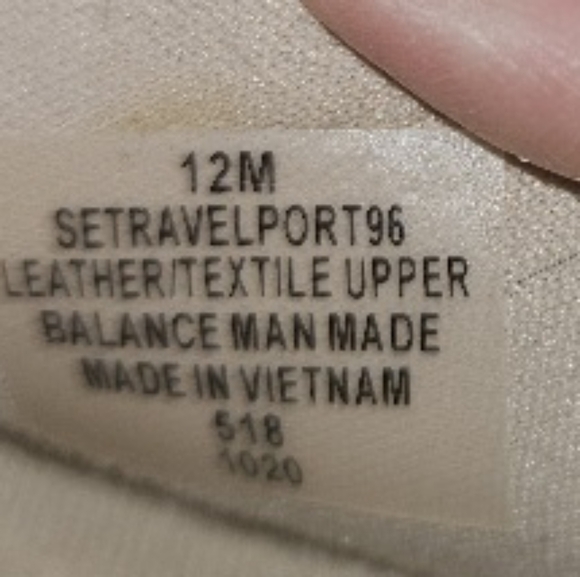 12M
SETRAVELPORT96
LEATHER/TEXTILE UPPER
BALANCE MAN MADE
MADE IN VIETNAM
518
1020